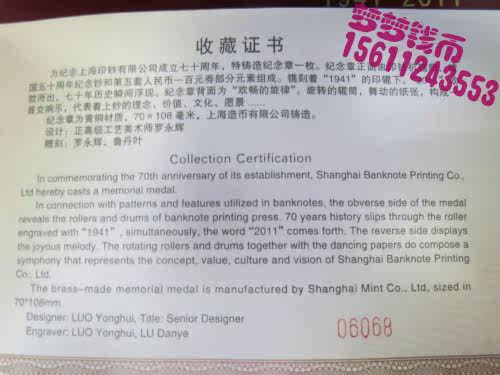 1941-2011
梦梦钱币
15611243553
收藏证书
为纪念上海印钞有限公司成立七十周年，特铸造纪念章一枚。纪念章正面由印钞
国五十周年纪念钞和第五套人民币一百元券部分元素组成。镌刻着"1941"的印辊下，
歌而出，七十年历史瞬间浮现。纪念章背面为"欢畅的旋律"。旋转的辊筒，舞动的纸张，构成
首交响乐，代表着上钞的理念、价值、文化、愿景……
纪念章为黄铜材质，70×108毫米，上海造币有限公司铸造。
设计：正高级工艺美术师罗永辉
雕刻：罗永辉、鲁丹叶
Collection Certification
In commemorating the 70th anniversary of its establishment, Shanghai Banknote Printing Co.,
Ltd hereby casts a memorial medal.
In connection with patterns and features utilized in banknotes, the obverse side of the medal
reveals the rollers and drums of banknote printing press. 70 years history slips through the roller
engraved with "1941" , simultaneously, the word "2011" comes forth. The reverse side displays
the joyous melody. The rotating rollers and drums together with the dancing papers do compose a
symphony that represents the concept, value, culture and vision of Shanghai Banknote Printing
Co., Ltd.
The brass-made memorial medal is manufactured by Shanghai Mint Co., Ltd, sized in
70*108mm.
Designer: LUO Yonghui, Title: Senior Designer
Engraver: LUO Yonghui, LU Danye
06068